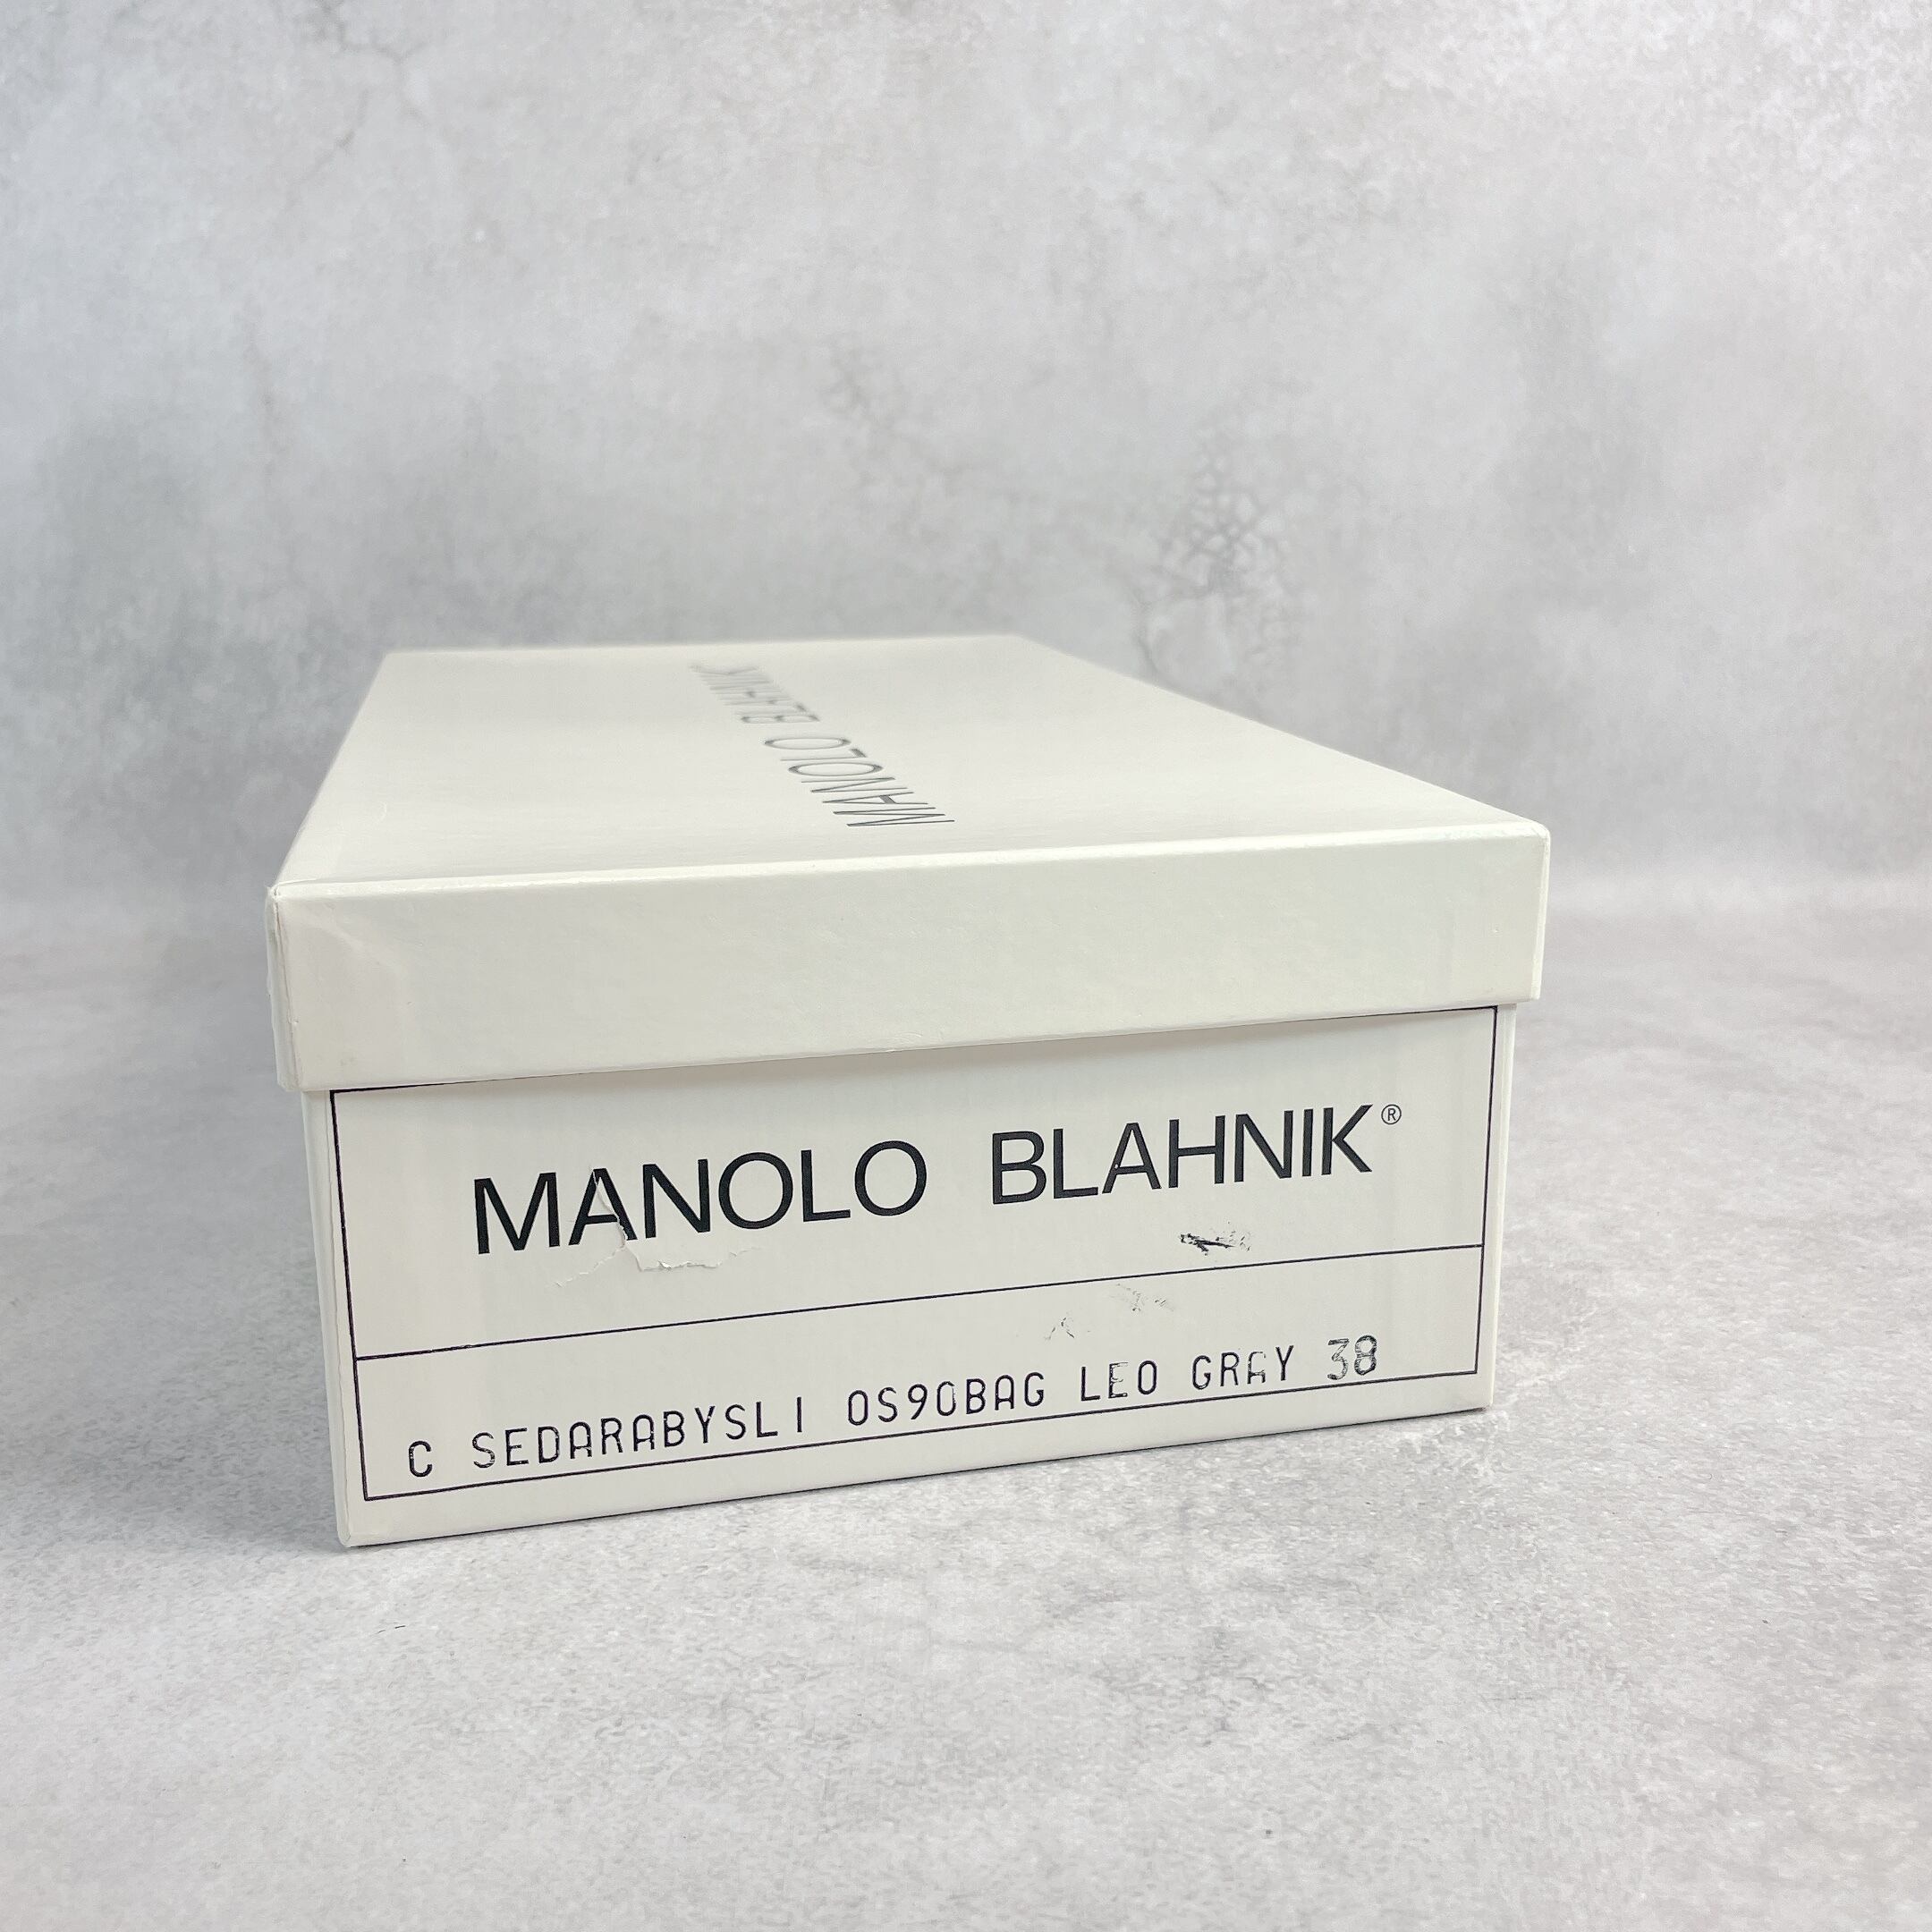 MANOLO BLAHNIK
MANOLO BLAHNIK®
C SEDARABYSLI OS90BAG LEO GRAY 38